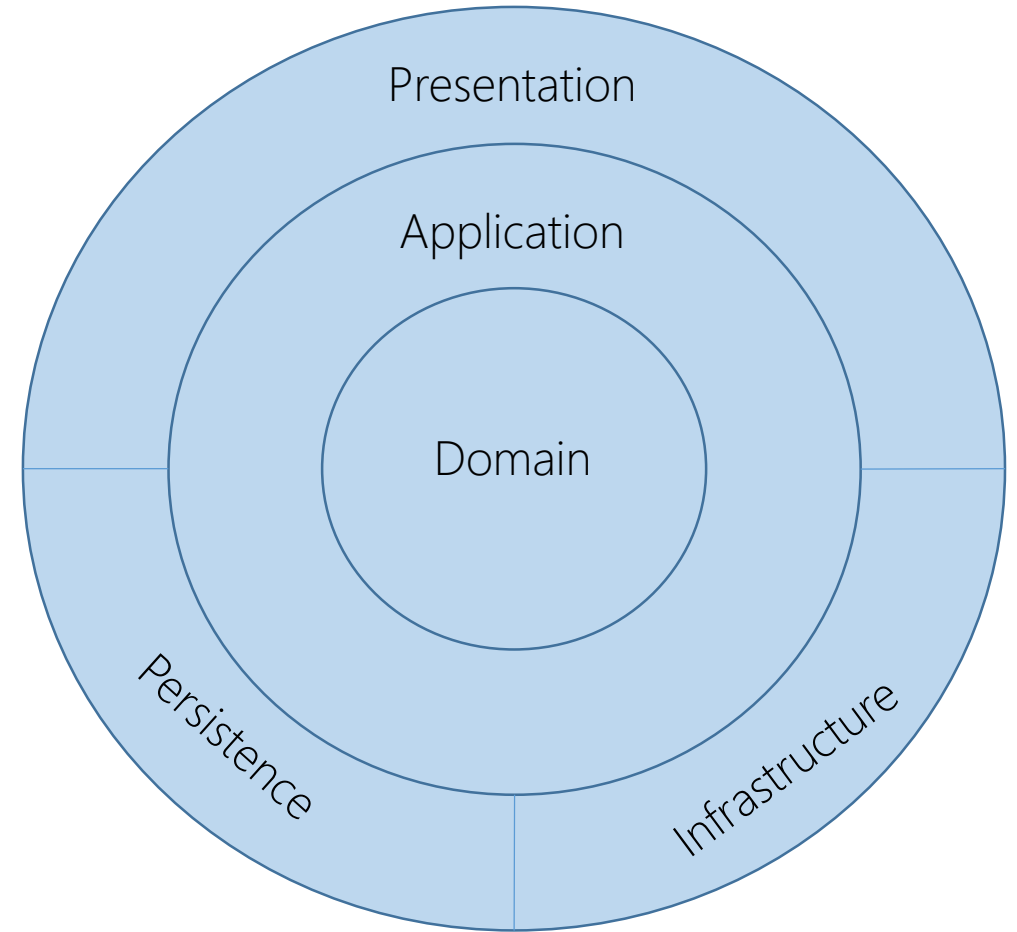 Presentation
Application
Domain
Persistence
Infrastructure